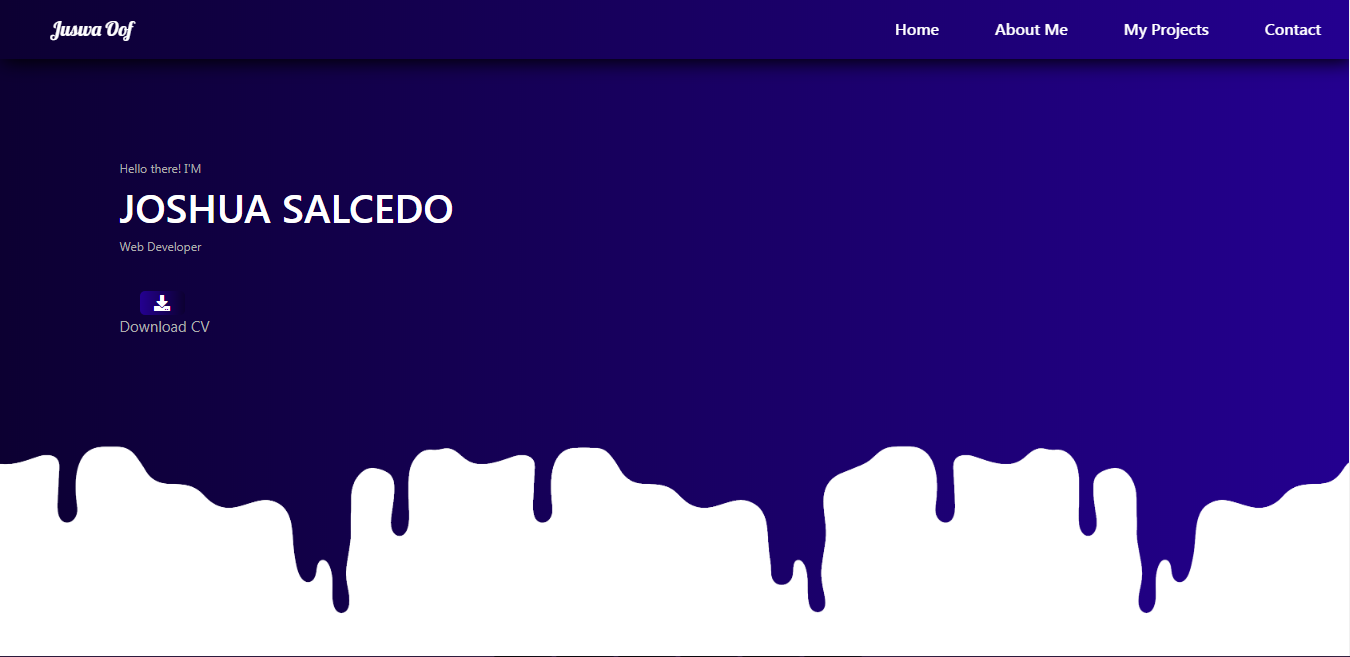 Juswa Oof
Home About Me My Projects Contact
Hello there! I'M
JOSHUA SALCEDO
Web Developer
Download CV